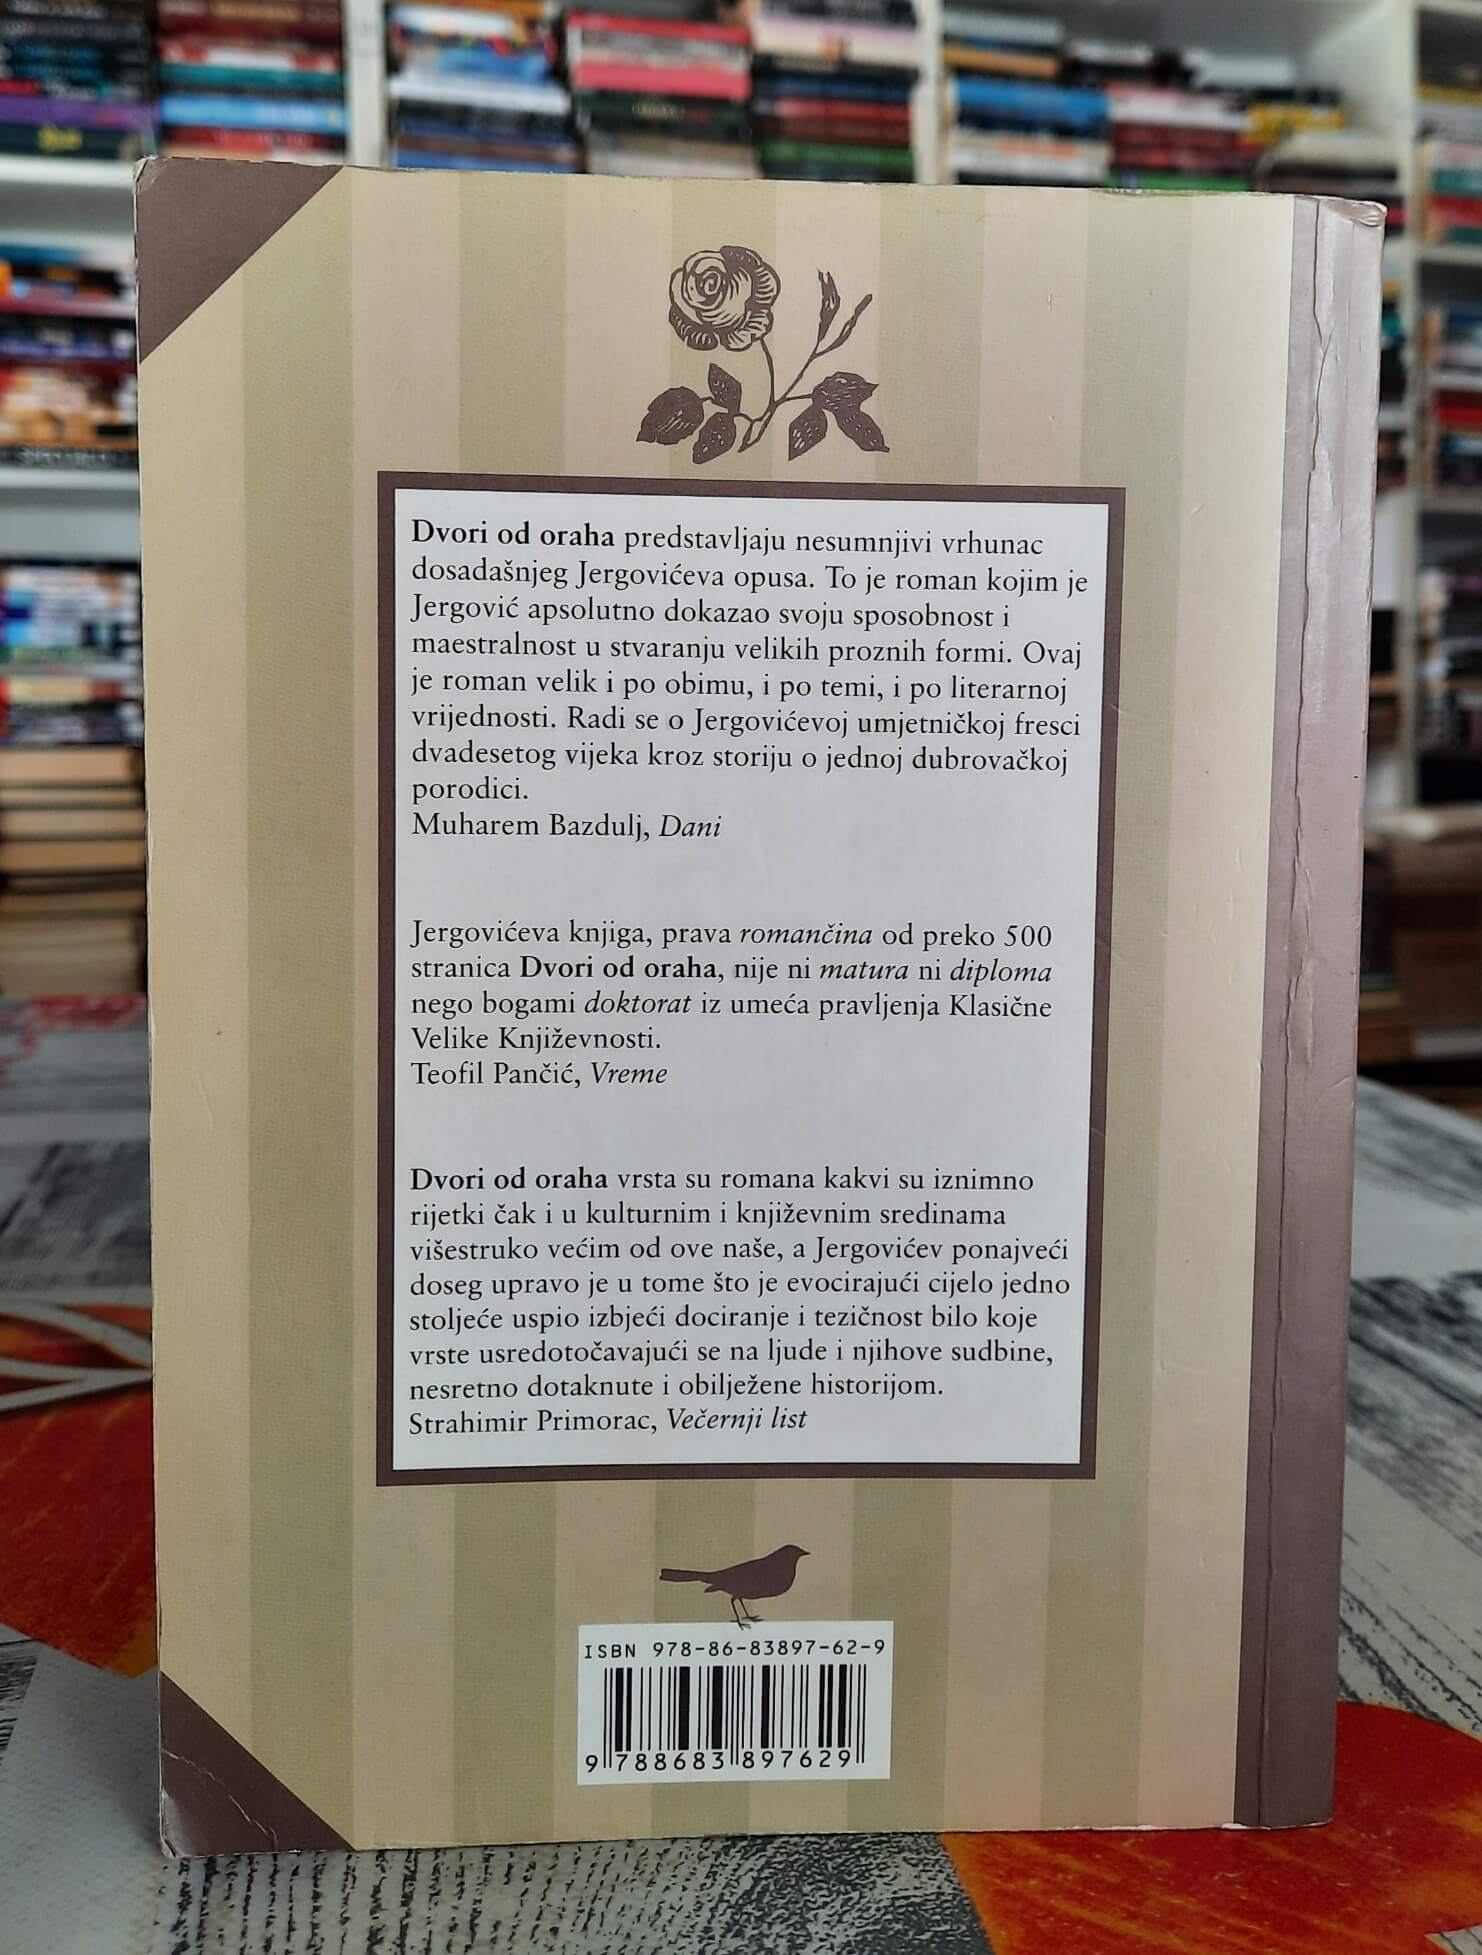 Dvori od oraha predstavljaju nesumnjivi vrhunac
dosadašnjeg Jergovićeva opusa. To je roman kojim je
Jergović apsolutno dokazao svoju sposobnost i
maestralnost u stvaranju velikih proznih formi. Ovaj
je roman velik i po obimu, i po temi, i po literarnoj
vrijednosti. Radi se o Jergovićevoj umjetničkoj fresci
dvadesetog vijeka kroz storiju o jednoj dubrovačkoj
porodici.
Muharem Bazdulj, Dani
Jergovićeva knjiga, prava romančina od preko 500
stranica Dvori od oraha, nije ni matura ni diploma
nego bogami doktorat iz umeća pravljenja Klasične
Velike Književnosti.
Teofil Pančić, Vreme
Dvori od oraha vrsta su romana kakvi su iznimno
rijetki čak i u kulturnim i književnim sredinama
višestruko većim od ove naše, a Jergovićev ponajveći
doseg upravo je u tome što je evocirajući cijelo jedno
stoljeće uspio izbjeći dociranje i tezičnost bilo koje
vrste usredotočavajući se na ljude i njihove sudbine,
nesretno dotaknute i obilježene historijom.
Strahimir Primorac, Večernji list
ISBN 978-86-83897-62-9
9 788683 897629